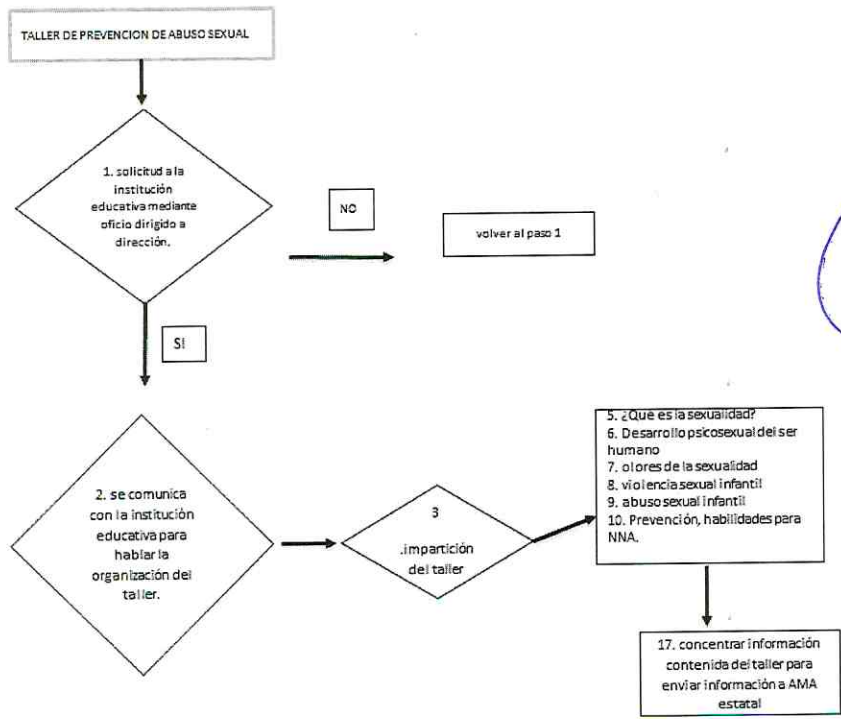 TALLER DE PREVENCION DE ABUSO SEXUAL
1. solicitud a la
institución
educativa mediante
oficio dirigido a
dirección.
NO
volver al paso 1
SI
2. se comunica
con la institución
educativa para
hablar la
organización del
taller.
3
.impartición
del taller
5. ¿Que es la sexualidad?
6. Desarrollo psicosexual del ser
humano
7. olores de la sexualidad
8. violencia sexual infantil
9. abuso sexual infantil
10. Prevención, habilidades para
NNA.
17. concentrar información
contenida del taller para
enviar información a AMA
estatal